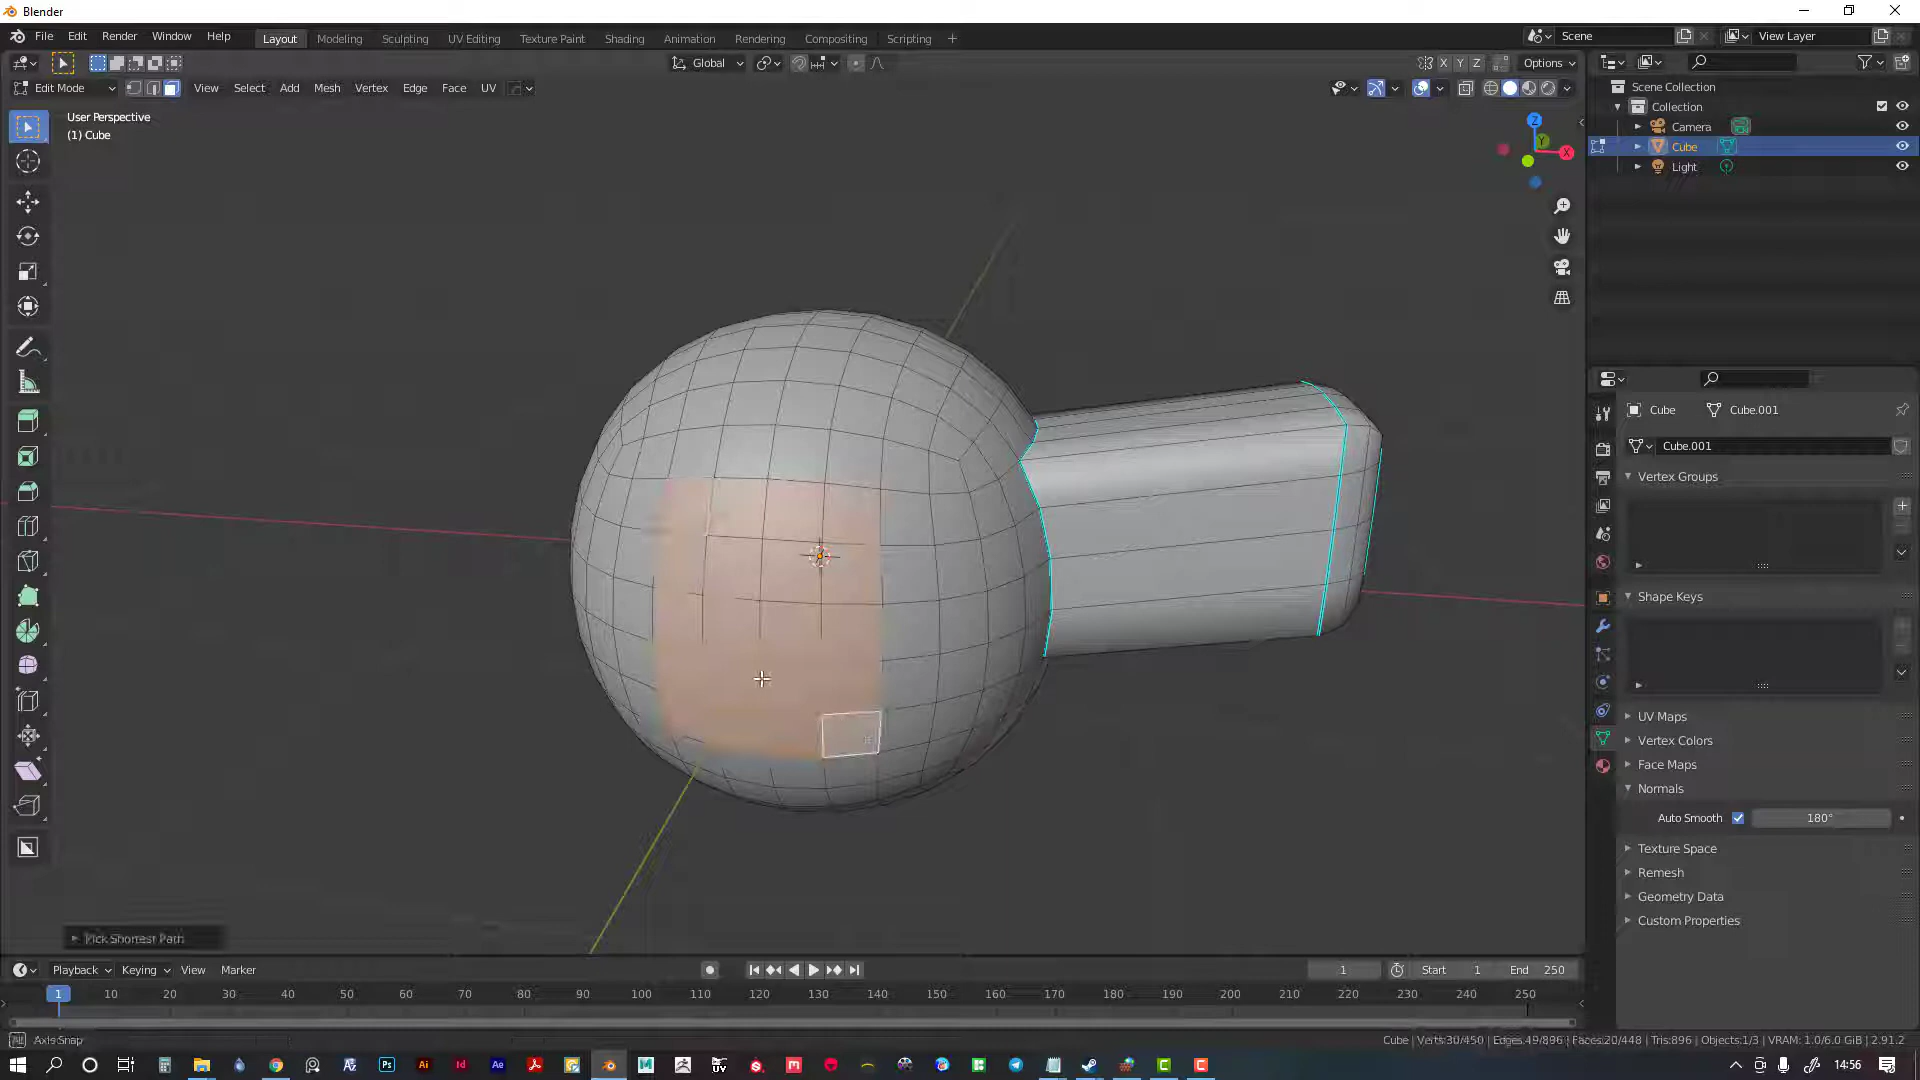 Blender
File Edit Render Window Help
Layout Modeling Sculpting UV Editing Texture Paint Shading Animation Rendering Compositing Scripting +
Scene
View Layer
Global
X Y Z
Options
Edit Mode
View Select Add Mesh Vertex Edge Face UV
User Perspective
(1) Cube
Z
Y
X
Scene Collection
Collection
Camera
Cube
Light
Cube
Cube.001
Cube.001
Vertex Groups
Shape Keys
UV Maps
Vertex Colors
Face Maps
Normals
Auto Smooth 180°
Texture Space
Remesh
Geometry Data
Custom Properties
Pick Shortest Path
Playback Keying View Marker
1
Start 1
End 250
1 10 20 30 40 50 60 70 80 90 100 110 120 130 140 150 160 170 180 190 200 210 220 230 240 250
Axis Snap
Cube | Verts:30/450 | Edges:49/896 | Faces:20/448 | Tris:896 | Objects:1/3 | VRAM: 1.0/6.0 GiB | 2.91.2
Ps
Ai
Id
Ae
UV
14:56